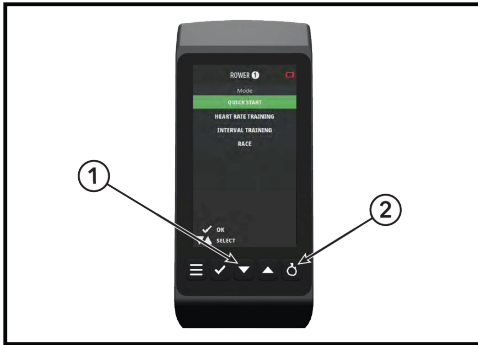 ROWER 1
Mode
QUICK START
HEART RATE TRAINING
INTERVAL TRAINING
RACE
OK
SELECT
1
2